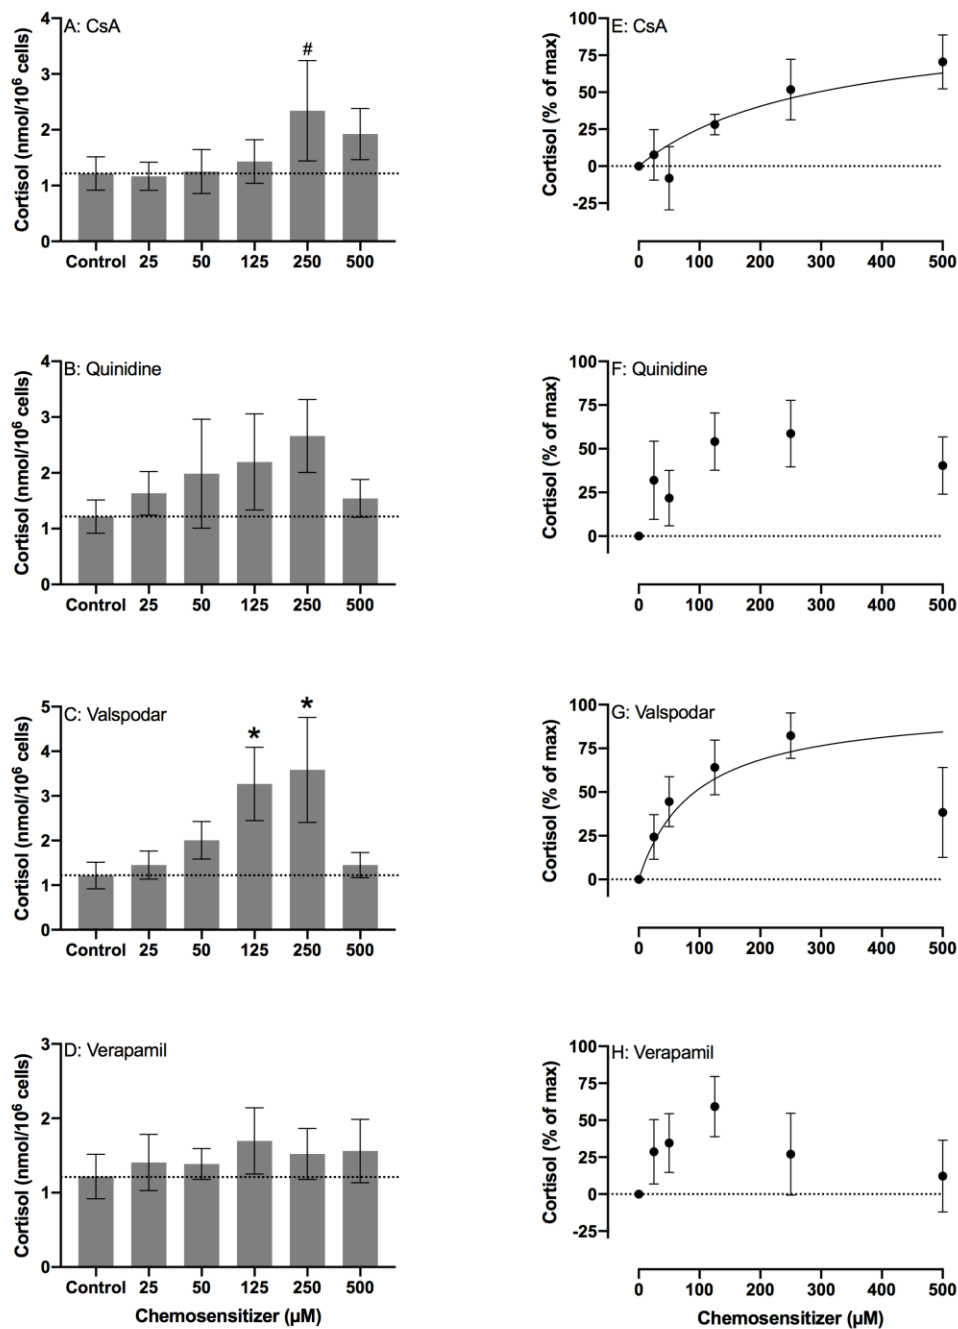 A: CsA
Cortisol (nmol/10⁶ cells)
4
3
2
1
0
#
Control 25 50 125 250 500
E: CsA
Cortisol (% of max)
100
75
50
25
0
-25
0 100 200 300 400 500
B: Quinidine
Cortisol (nmol/10⁶ cells)
4
3
2
1
0
Control 25 50 125 250 500
F: Quinidine
Cortisol (% of max)
100
75
50
25
0
0 100 200 300 400 500
C: Valspodar
Cortisol (nmol/10⁶ cells)
5
4
3
2
1
0
* *
Control 25 50 125 250 500
G: Valspodar
Cortisol (% of max)
100
75
50
25
0
0 100 200 300 400 500
D: Verapamil
Cortisol (nmol/10⁶ cells)
3
2
1
0
Control 25 50 125 250 500
Chemosensitizer (µM)
H: Verapamil
Cortisol (% of max)
100
75
50
25
0
-25
0 100 200 300 400 500
Chemosensitizer (µM)